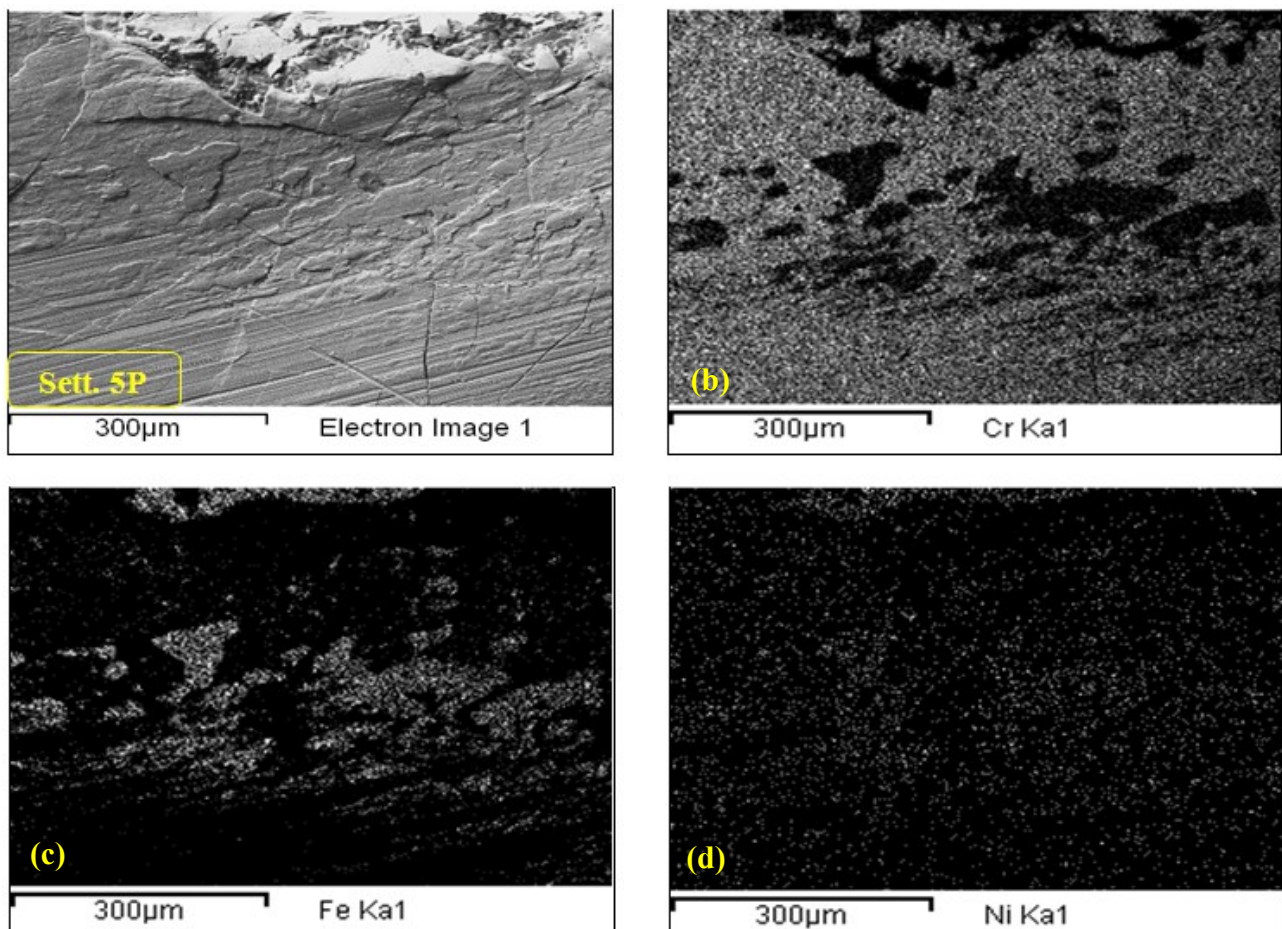 Sett. 5P
300µm Electron Image 1
(b)
300µm Cr Ka1
(c)
300µm Fe Ka1
(d)
300µm Ni Ka1